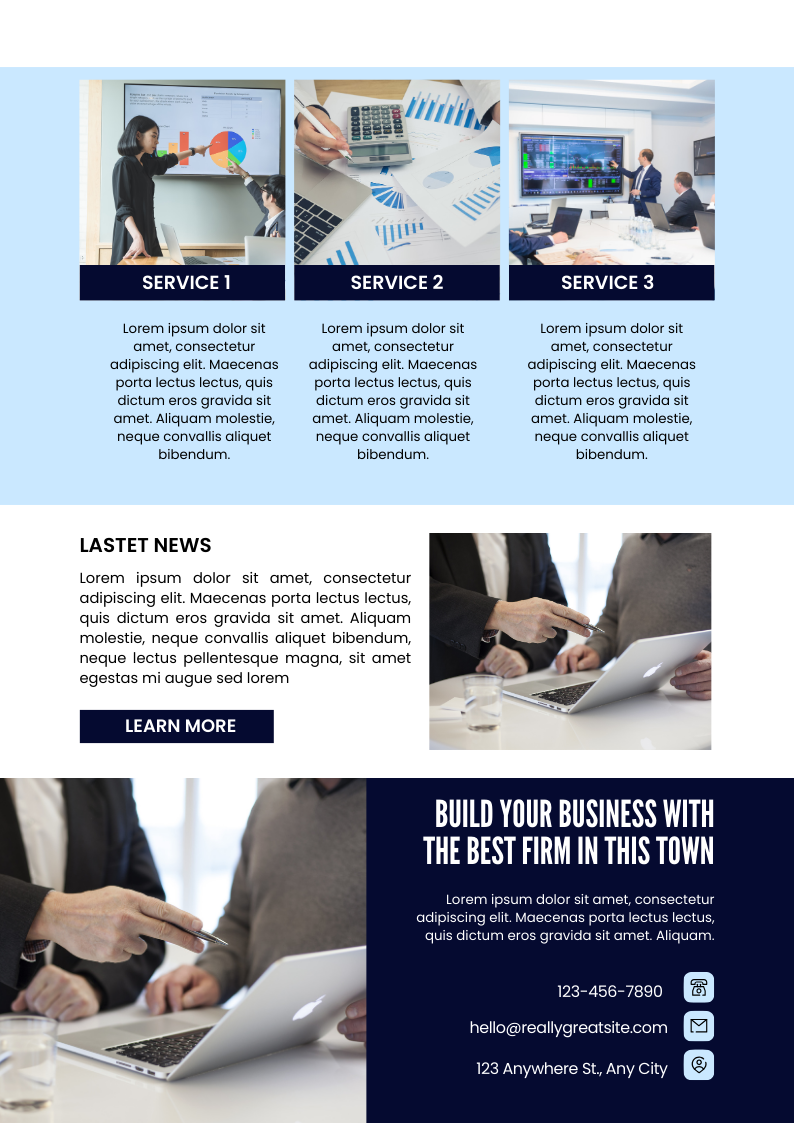 SERVICE 1
Lorem ipsum dolor sit
amet, consectetur
adipiscing elit. Maecenas
porta lectus lectus, quis
dictum eros gravida sit
amet. Aliquam molestie,
neque convallis aliquet
bibendum.
SERVICE 2
Lorem ipsum dolor sit
amet, consectetur
adipiscing elit. Maecenas
porta lectus lectus, quis
dictum eros gravida sit
amet. Aliquam molestie,
neque convallis aliquet
bibendum.
SERVICE 3
Lorem ipsum dolor sit
amet, consectetur
adipiscing elit. Maecenas
porta lectus lectus, quis
dictum eros gravida sit
amet. Aliquam molestie,
neque convallis aliquet
bibendum.
LASTET NEWS
Lorem ipsum dolor sit amet, consectetur
adipiscing elit. Maecenas porta lectus lectus,
quis dictum eros gravida sit amet. Aliquam
molestie, neque convallis aliquet bibendum,
neque lectus pellentesque magna, sit amet
egestas mi augue sed lorem
LEARN MORE
BUILD YOUR BUSINESS WITH
THE BEST FIRM IN THIS TOWN
Lorem ipsum dolor sit amet, consectetur
adipiscing elit. Maecenas porta lectus lectus,
quis dictum eros gravida sit amet. Aliquam.
123-456-7890
hello@reallygreatsite.com
123 Anywhere St., Any City